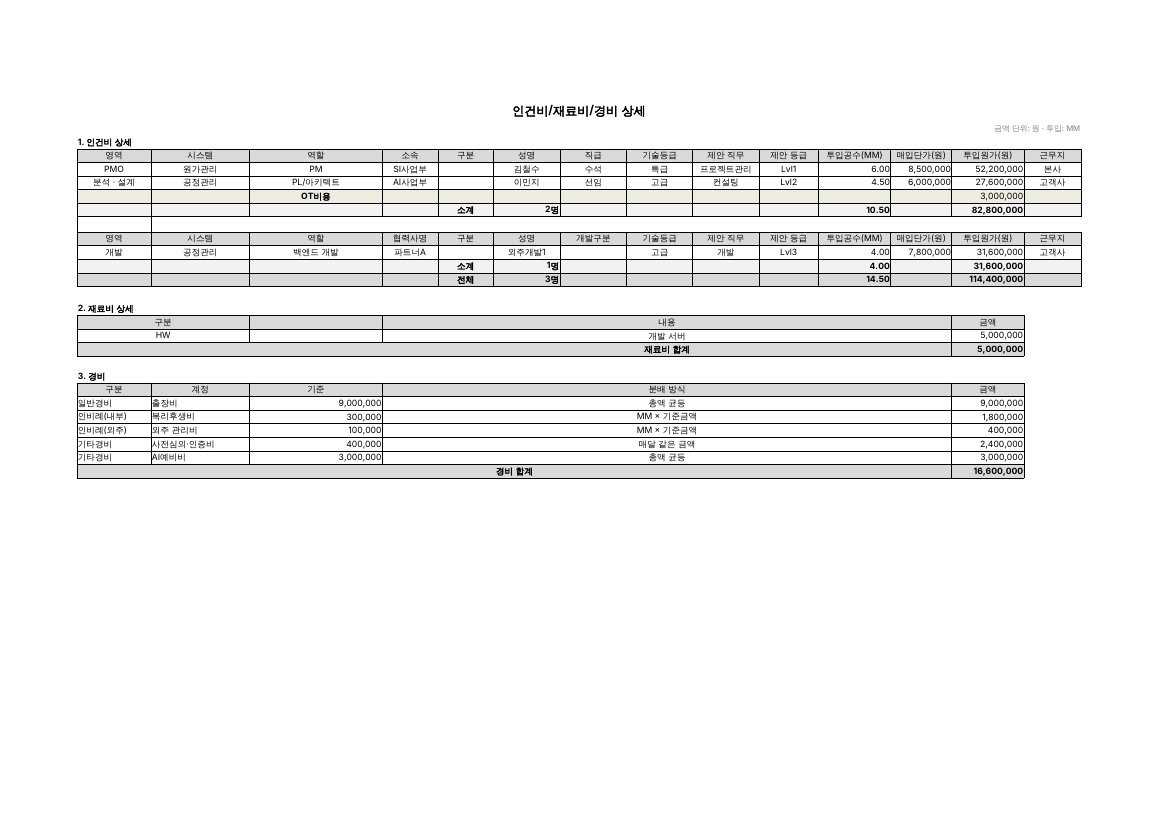 인건비/재료비/경비 상세
금액 단위: 원 · 투입: MM
1. 인건비 상세
영역 시스템 역할 소속 구분 성명 직급 기술등급 제안 직무 제안 등급 투입공수(MM) 매입단가(원) 투입원가(원) 근무지
PMO 원가관리 PM SI사업부 김철수 수석 특급 프로젝트관리 Lvl1 6.00 8,500,000 52,200,000 본사
분석 · 설계 공정관리 PL/아키텍트 AI사업부 이민지 선임 고급 컨설팅 Lvl2 4.50 6,000,000 27,600,000 고객사
OT비용 3,000,000
소계 2명 10.50 82,800,000
영역 시스템 역할 협력사명 구분 성명 개발구분 기술등급 제안 직무 제안 등급 투입공수(MM) 매입단가(원) 투입원가(원) 근무지
개발 공정관리 백엔드 개발 파트너A 외주개발1 고급 개발 Lvl3 4.00 7,800,000 31,600,000 고객사
소계 1명 4.00 31,600,000
전체 3명 14.50 114,400,000
2. 재료비 상세
구분 내용 금액
HW 개발 서버 5,000,000
재료비 합계 5,000,000
3. 경비
구분 계정 기준 분배 방식 금액
일반경비 출장비 9,000,000 총액 균등 9,000,000
인비례(내부) 복리후생비 300,000 MM × 기준금액 1,800,000
인비례(외주) 외주 관리비 100,000 MM × 기준금액 400,000
기타경비 사전심의·인증비 400,000 매달 같은 금액 2,400,000
기타경비 AI예비비 3,000,000 총액 균등 3,000,000
경비 합계 16,600,000